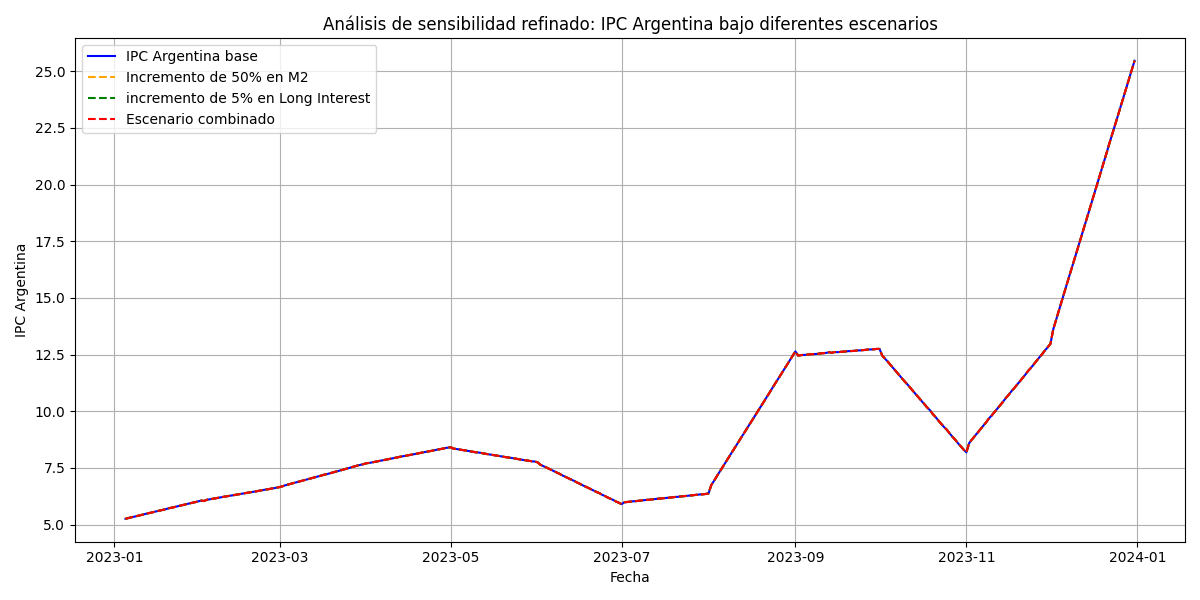 Análisis de sensibilidad refinado: IPC Argentina bajo diferentes escenarios
IPC Argentina base
Incremento de 50% en M2
incremento de 5% en Long Interest
Escenario combinado
IPC Argentina
25.0
22.5
20.0
17.5
15.0
12.5
10.0
7.5
5.0
2023-01 2023-03 2023-05 2023-07 2023-09 2023-11 2024-01
Fecha